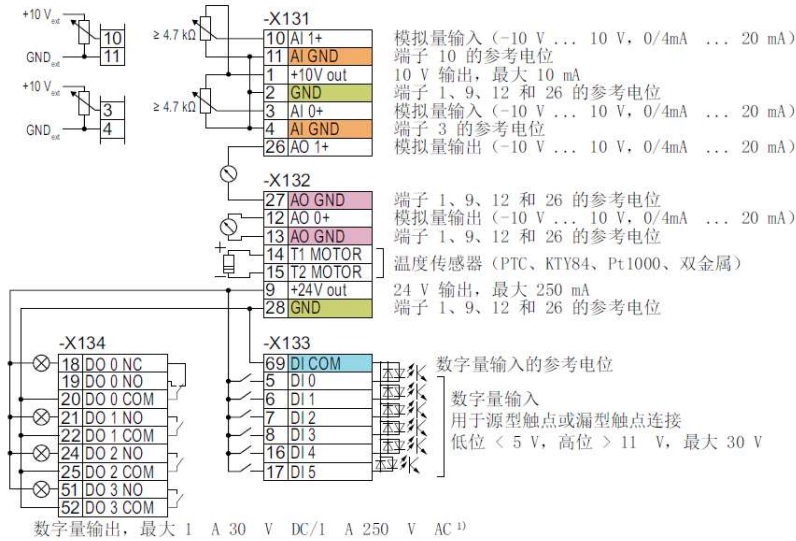 +10 V ext
10
11
GND ext
+10 V ext
3
4
GND ext
≥ 4.7 kΩ
≥ 4.7 kΩ
-X131
10 AI 1+ 模拟量输入（-10 V ... 10 V，0/4mA ... 20 mA）
11 AI GND 端子 10 的参考电位
1 +10V out 10 V 输出，最大 10 mA
2 GND 端子 1、9、12 和 26 的参考电位
3 AI 0+ 模拟量输入（-10 V ... 10 V，0/4mA ... 20 mA）
4 AI GND 端子 3 的参考电位
26 AO 1+ 模拟量输出（-10 V ... 10 V，0/4mA ... 20 mA）
-X132
27 AO GND 端子 1、9、12 和 26 的参考电位
12 AO 0+ 模拟量输出（-10 V ... 10 V，0/4mA ... 20 mA）
13 AO GND 端子 1、9、12 和 26 的参考电位
+
14 T1 MOTOR
15 T2 MOTOR
温度传感器（PTC、KTY84、Pt1000、双金属）
9 +24V out 24 V 输出，最大 250 mA
28 GND 端子 1、9、12 和 26 的参考电位
-X134
18 DO 0 NC
19 DO 0 NO
20 DO 0 COM
21 DO 1 NO
22 DO 1 COM
24 DO 2 NO
25 DO 2 COM
51 DO 3 NO
52 DO 3 COM
-X133
69 DI COM 数字量输入的参考电位
5 DI 0
6 DI 1
7 DI 2
8 DI 3
16 DI 4
17 DI 5
数字量输入
用于源型触点或漏型触点连接
低位 < 5 V，高位 > 11 V，最大 30 V
数字量输出，最大 1 A 30 V DC/1 A 250 V AC 1)